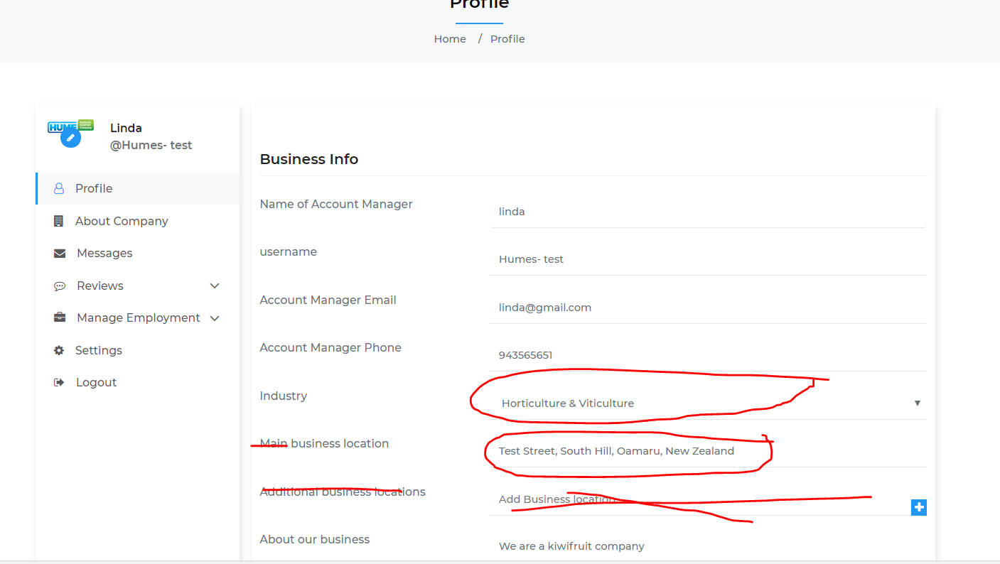 Profile
Home / Profile
HUME
Linda
@Humes- test
Profile
About Company
Messages
Reviews
Manage Employment
Settings
Logout
Business Info
Name of Account Manager
linda
username
Humes- test
Account Manager Email
linda@gmail.com
Account Manager Phone
943565651
Industry
Horticulture & Viticulture
Main business location
Test Street, South Hill, Oamaru, New Zealand
Additional business locations
Add Business location
About our business
We are a kiwifruit company